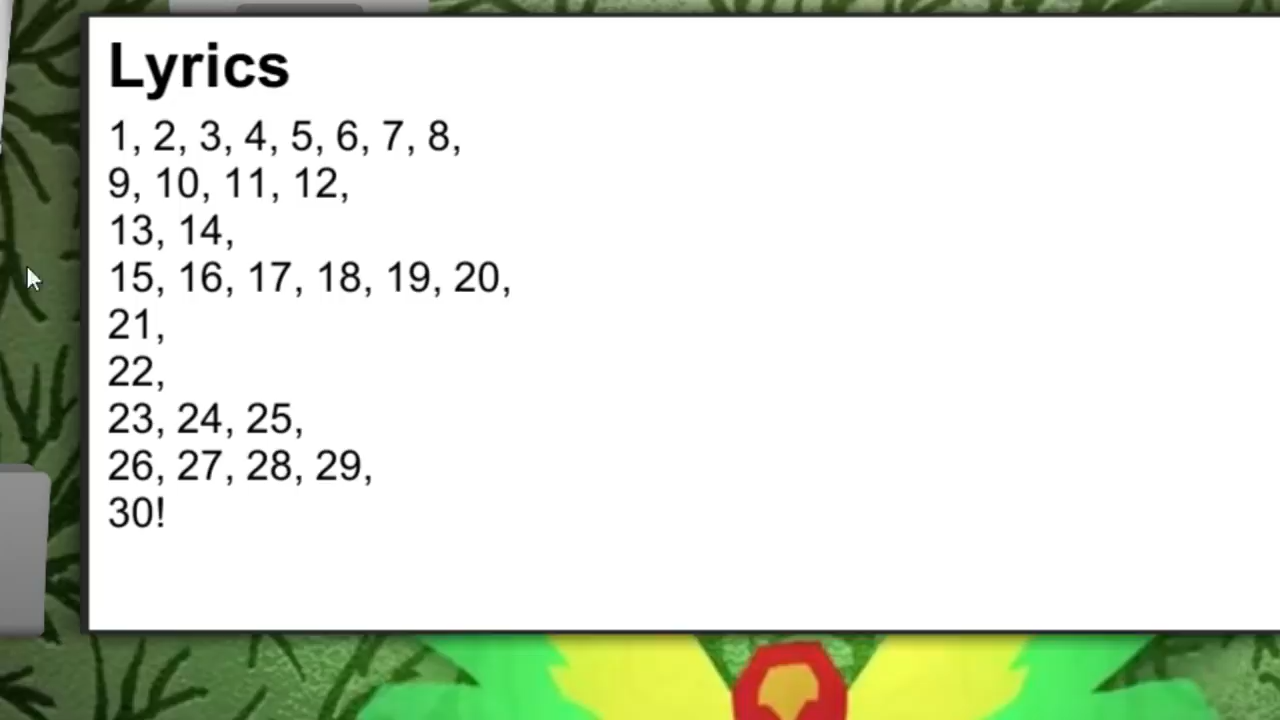 Lyrics
1, 2, 3, 4, 5, 6, 7, 8,
9, 10, 11, 12,
13, 14,
15, 16, 17, 18, 19, 20,
21,
22,
23, 24, 25,
26, 27, 28, 29,
30!